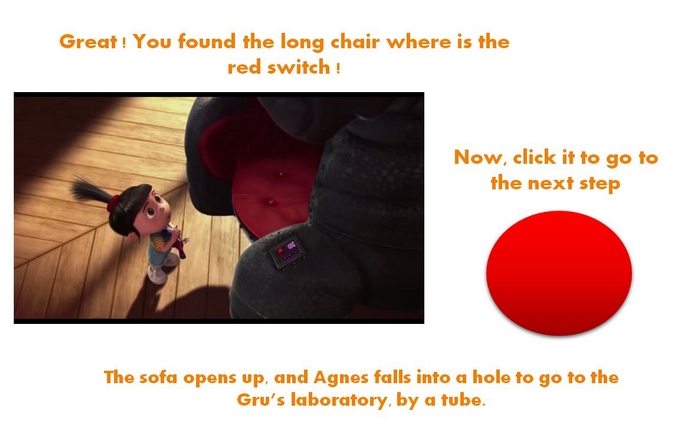 Great ! You found the long chair where is the
red switch !
Now, click it to go to
the next step
The sofa opens up, and Agnes falls into a hole to go to the
Gru's laboratory, by a tube.